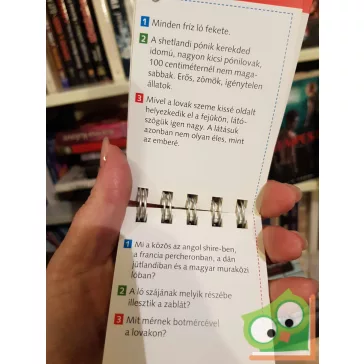 1 Minden fríz ló fekete.
2 A shetlandi pónik kerekded
idomú, nagyon kicsi pónilovak,
100 centiméternél nem maga-
sabbak. Erős, zömök, igénytelen
állatok.
3 Mivel a lovak szeme kissé oldalt
helyezkedik el a fejükön, látó-
szögük igen nagy. A látásuk
azonban nem olyan éles, mint
az emberé.
1 Mi a közös az angol shire-ben,
a francia percheronban, a dán
jütlandiban és a magyar muraközi
lóban?
2 A ló szájának melyik részébe
illesztik a zablát?
3 Mit mérnek botmércével
a lovakon?